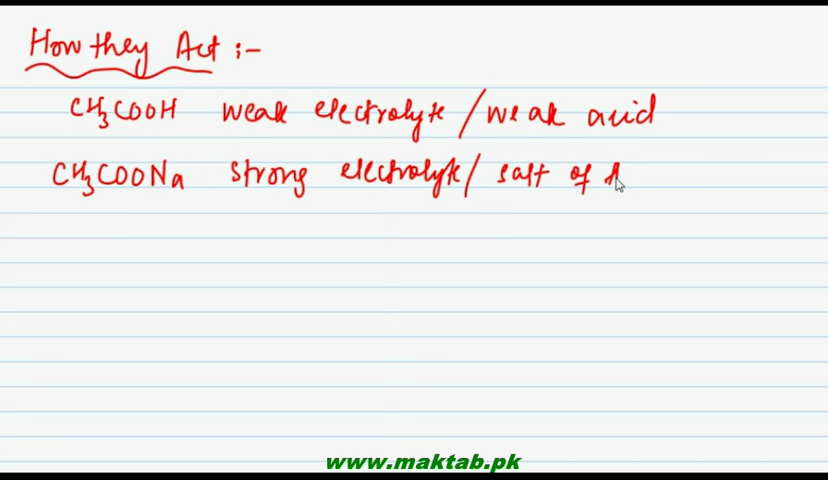 How they Act :-
CH3COOH weak electrolyte / weak acid
CH3COONa strong electrolyte / salt of
www.maktab.pk